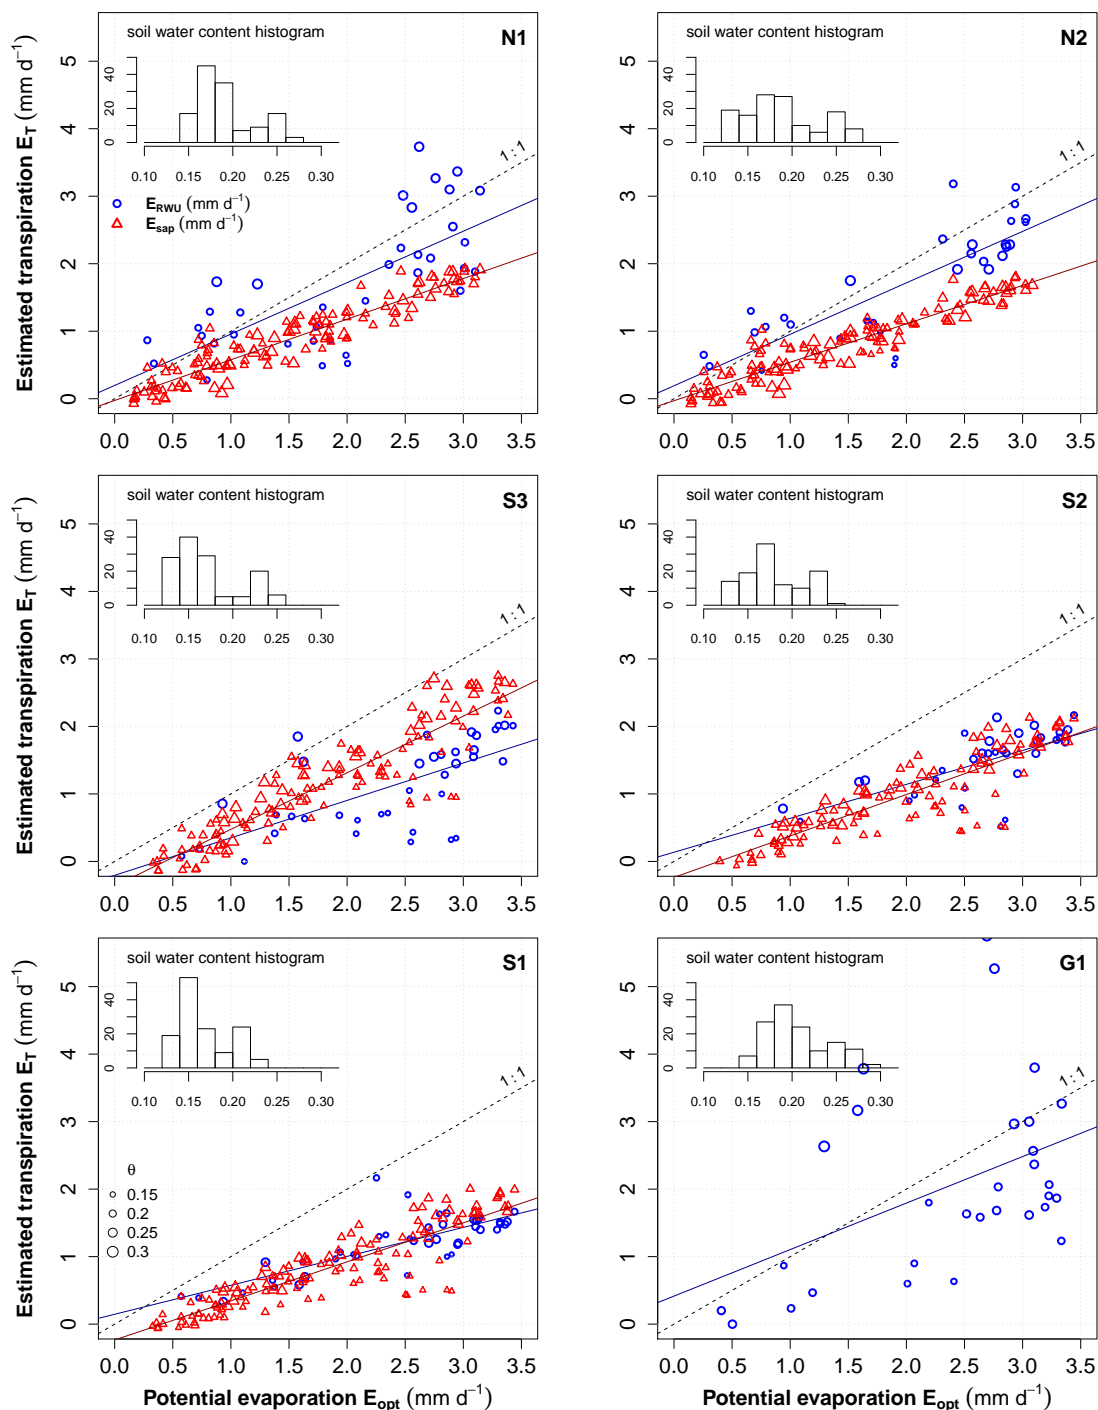 soil water content histogram
N1
0 20 40
0.10 0.15 0.20 0.25 0.30
1 : 1
E_RWU (mm d⁻¹)
E_sap (mm d⁻¹)
Estimated transpiration E_T (mm d⁻¹)
0 1 2 3 4 5
0.0 0.5 1.0 1.5 2.0 2.5 3.0 3.5
soil water content histogram
N2
0 20 40
0.10 0.15 0.20 0.25 0.30
1 : 1
0 1 2 3 4 5
0.0 0.5 1.0 1.5 2.0 2.5 3.0 3.5
soil water content histogram
S3
0 20 40
0.10 0.15 0.20 0.25 0.30
1 : 1
Estimated transpiration E_T (mm d⁻¹)
0 1 2 3 4 5
0.0 0.5 1.0 1.5 2.0 2.5 3.0 3.5
soil water content histogram
S2
0 20 40
0.10 0.15 0.20 0.25 0.30
1 : 1
0 1 2 3 4 5
0.0 0.5 1.0 1.5 2.0 2.5 3.0 3.5
soil water content histogram
S1
0 20 40
0.10 0.15 0.20 0.25 0.30
1 : 1
θ
0.15
0.2
0.25
0.3
Estimated transpiration E_T (mm d⁻¹)
0 1 2 3 4 5
0.0 0.5 1.0 1.5 2.0 2.5 3.0 3.5
Potential evaporation E_opt (mm d⁻¹)
soil water content histogram
G1
0 20 40
0.10 0.15 0.20 0.25 0.30
1 : 1
0 1 2 3 4 5
0.0 0.5 1.0 1.5 2.0 2.5 3.0 3.5
Potential evaporation E_opt (mm d⁻¹)